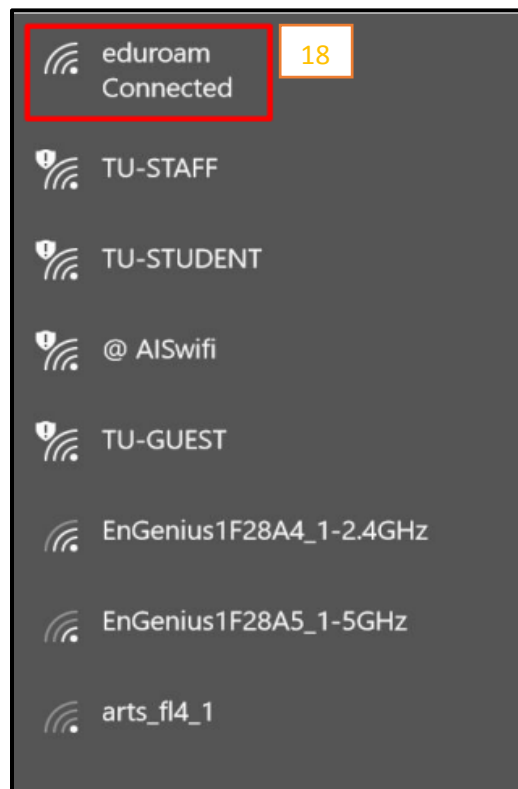 eduroam
18
Connected
TU-STAFF
TU-STUDENT
@ AISwifi
TU-GUEST
EnGenius1F28A4_1-2.4GHz
EnGenius1F28A5_1-5GHz
arts_fl4_1